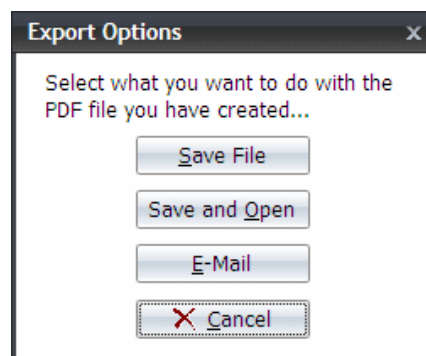 Export Options x
Select what you want to do with the
PDF file you have created...
Save File
Save and Open
E-Mail
Cancel